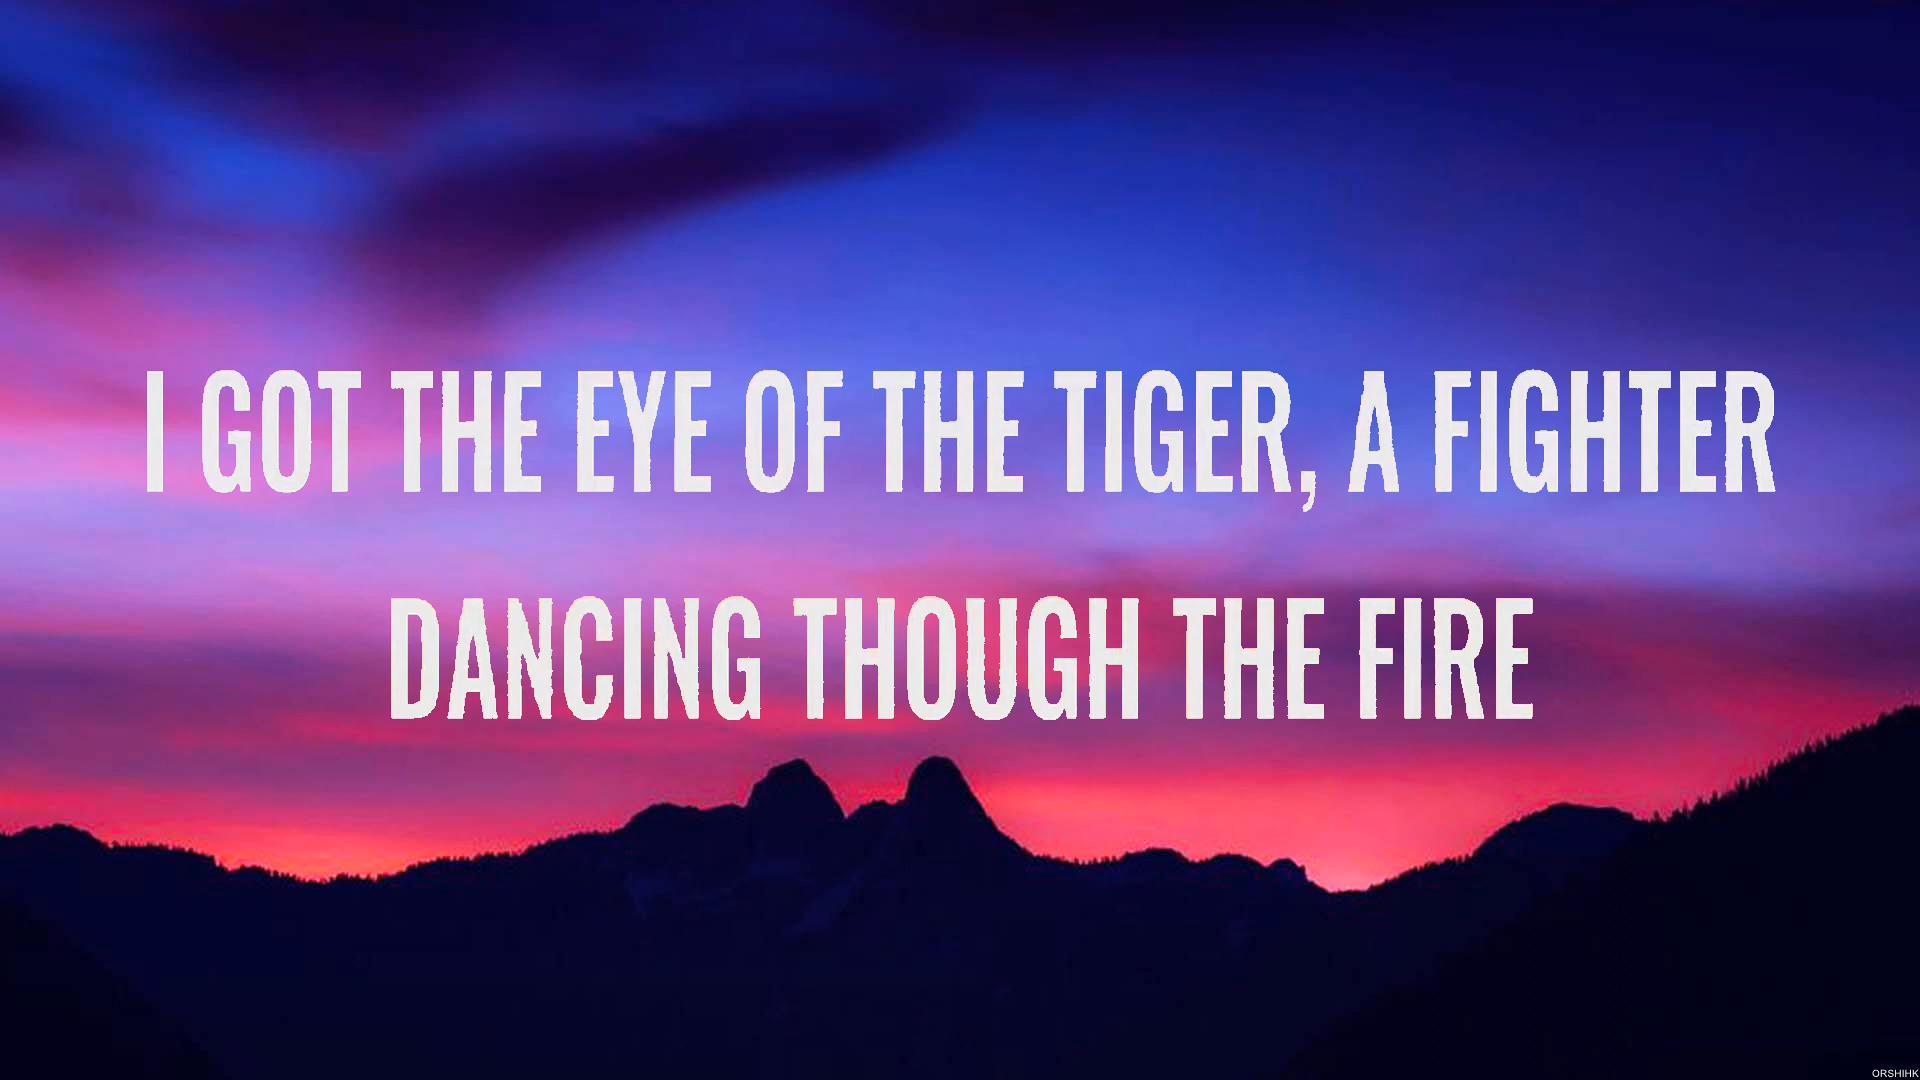 I GOT THE EYE OF THE TIGER, A FIGHTER
DANCING THOUGH THE FIRE
ORSHIHK